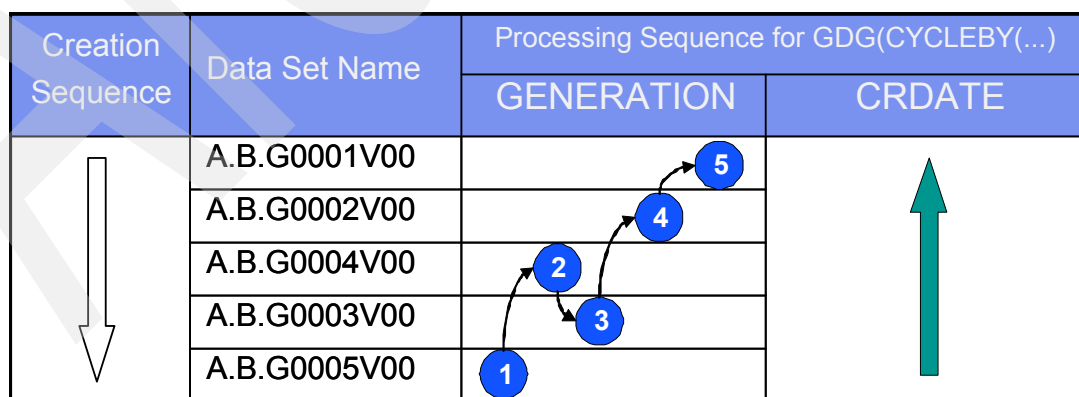 Creation
Sequence
Data Set Name
Processing Sequence for GDG(CYCLEBY(...)
GENERATION
CRDATE
A.B.G0001V00
5
A.B.G0002V00
4
A.B.G0004V00
2
A.B.G0003V00
3
A.B.G0005V00
1